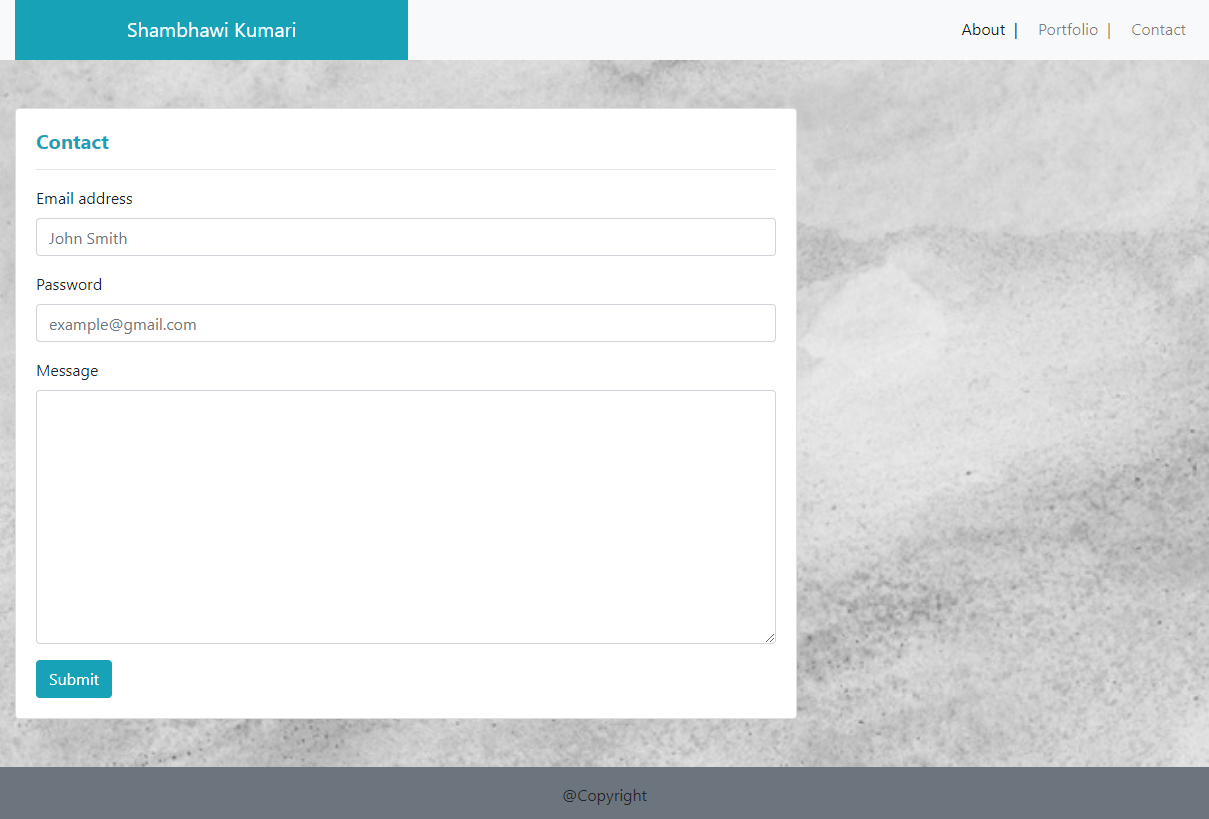 Shambhawi Kumari
About | Portfolio | Contact
Contact
Email address
John Smith
Password
example@gmail.com
Message
Submit
@Copyright